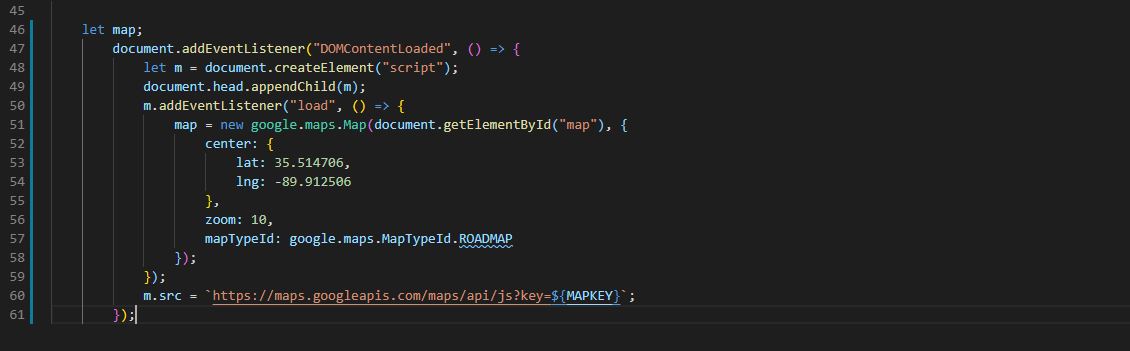 45
46 let map;
47 document.addEventListener("DOMContentLoaded", () => {
48 let m = document.createElement("script");
49 document.head.appendChild(m);
50 m.addEventListener("load", () => {
51 map = new google.maps.Map(document.getElementById("map"), {
52 center: {
53 lat: 35.514706,
54 lng: -89.912506
55 },
56 zoom: 10,
57 mapTypeId: google.maps.MapTypeId.ROADMAP
58 });
59 });
60 m.src = `https://maps.googleapis.com/maps/api/js?key=${MAPKEY}`;
61 });